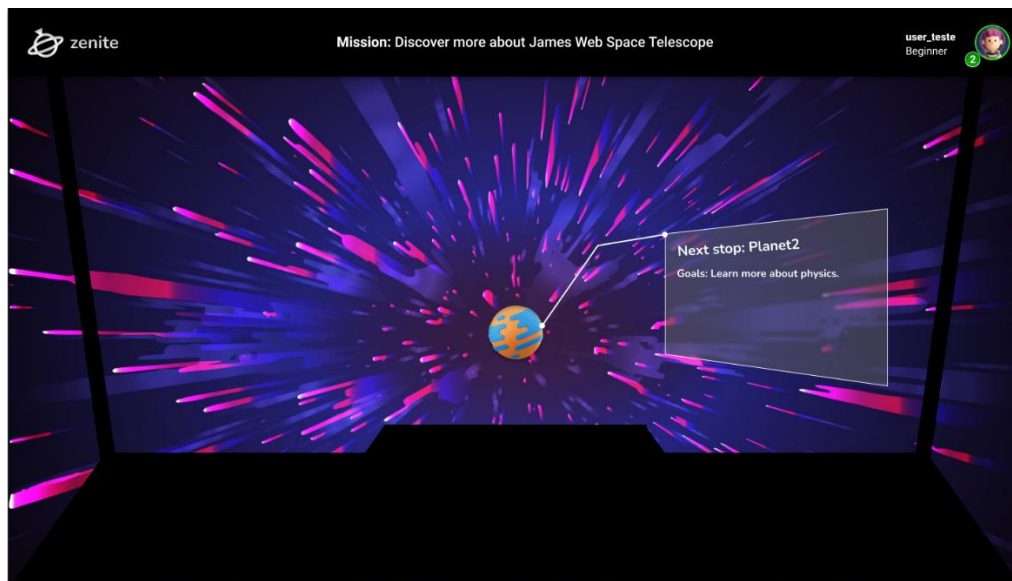 zenite
Mission: Discover more about James Web Space Telescope
user_teste
Beginner
2
Next stop: Planet2
Goals: Learn more about physics.